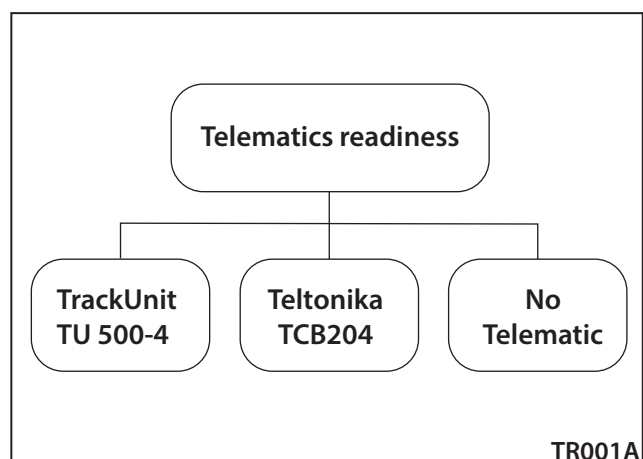 Telematics readiness
TrackUnit
TU 500-4
Teltonika
TCB204
No
Telematic
TR001A